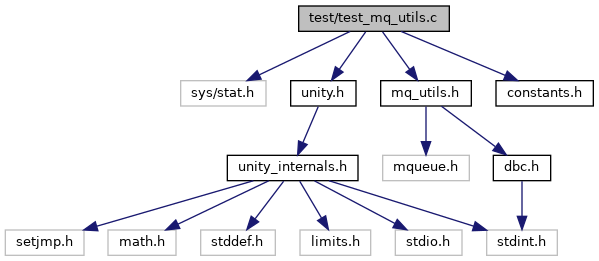 test/test_mq_utils.c
sys/stat.h
unity.h
mq_utils.h
constants.h
unity_internals.h
mqueue.h
dbc.h
setjmp.h
math.h
stddef.h
limits.h
stdio.h
stdint.h